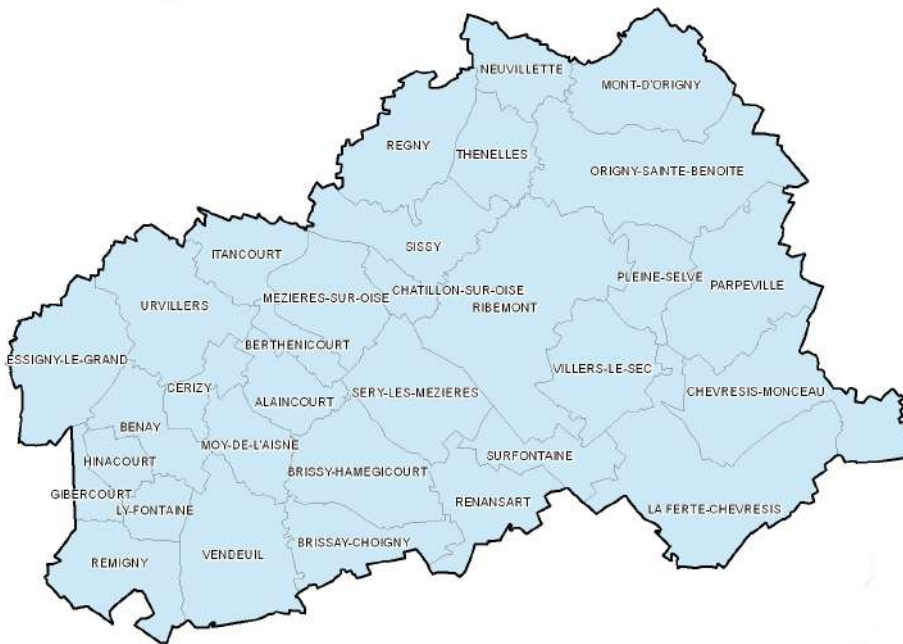 NEUVILLETTE
MONT-D'ORIGNY
REGNY
THENELLES
ORIGNY-SAINTE-BENOITE
SISSY
ITANCOURT
PLEINE-SELVE
PARPEVILLE
CHATILLON-SUR-OISE
MEZIERES-SUR-OISE
URVILLERS
RIBEMONT
BERTHENICOURT
ESSIGNY-LE-GRAND
VILLERS-LE-SEC
CERIZY
SERY-LES-MEZIERES
CHEVRESIS-MONCEAU
ALAINCOURT
BENAY
MOY-DE-L'AISNE
SURFONTAINE
HINACOURT
BRISSY-HAMEGICOURT
GIBERCOURT
RENANSART
LY-FONTAINE
LA FERTE-CHEVRESIS
BRISSAY-CHOIGNY
VENDEUIL
REMIGNY